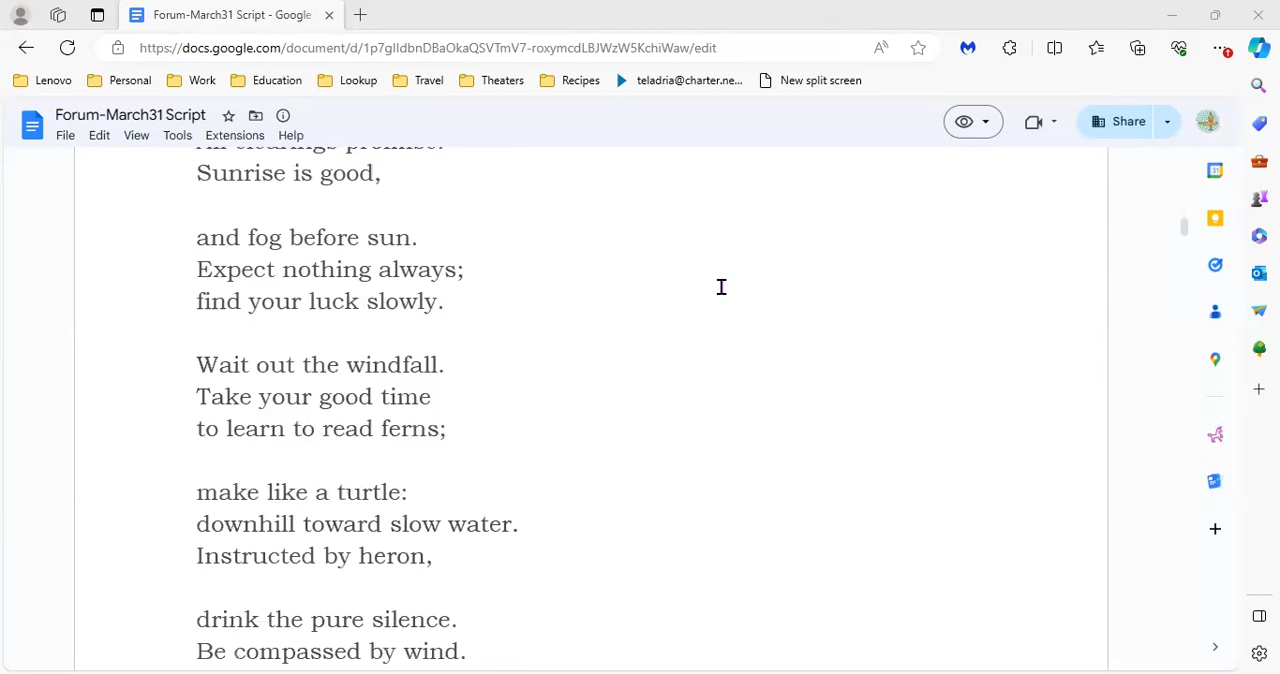 Forum-March31 Script - Google
https://docs.google.com/document/d/1p7glldbnDBaOkaQSVTmV7-roxymcdLBJWzW5KchiWaw/edit
Lenovo Personal Work Education Lookup Travel Theaters Recipes teladria@charter.ne... New split screen
Forum-March31 Script
Share
File Edit View Tools Extensions Help
All clearings promise.
Sunrise is good,
and fog before sun.
Expect nothing always;
find your luck slowly.
Wait out the windfall.
Take your good time
to learn to read ferns;
make like a turtle:
downhill toward slow water.
Instructed by heron,
drink the pure silence.
Be compassed by wind.